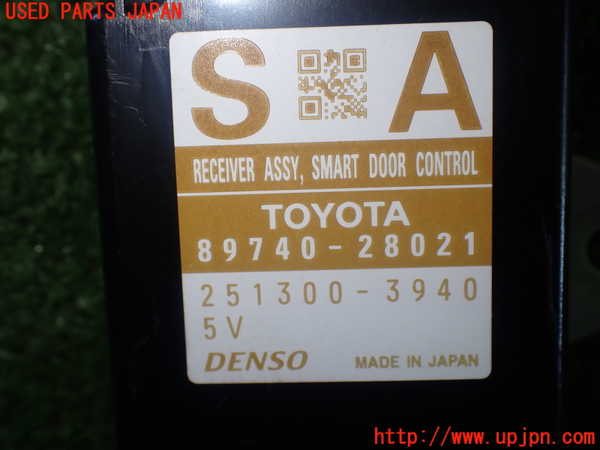 USED PARTS JAPAN
S A
RECEIVER ASSY, SMART DOOR CONTROL
TOYOTA
89740-28021
251300-3940
5V
DENSO MADE IN JAPAN
http://www.upjpn.com